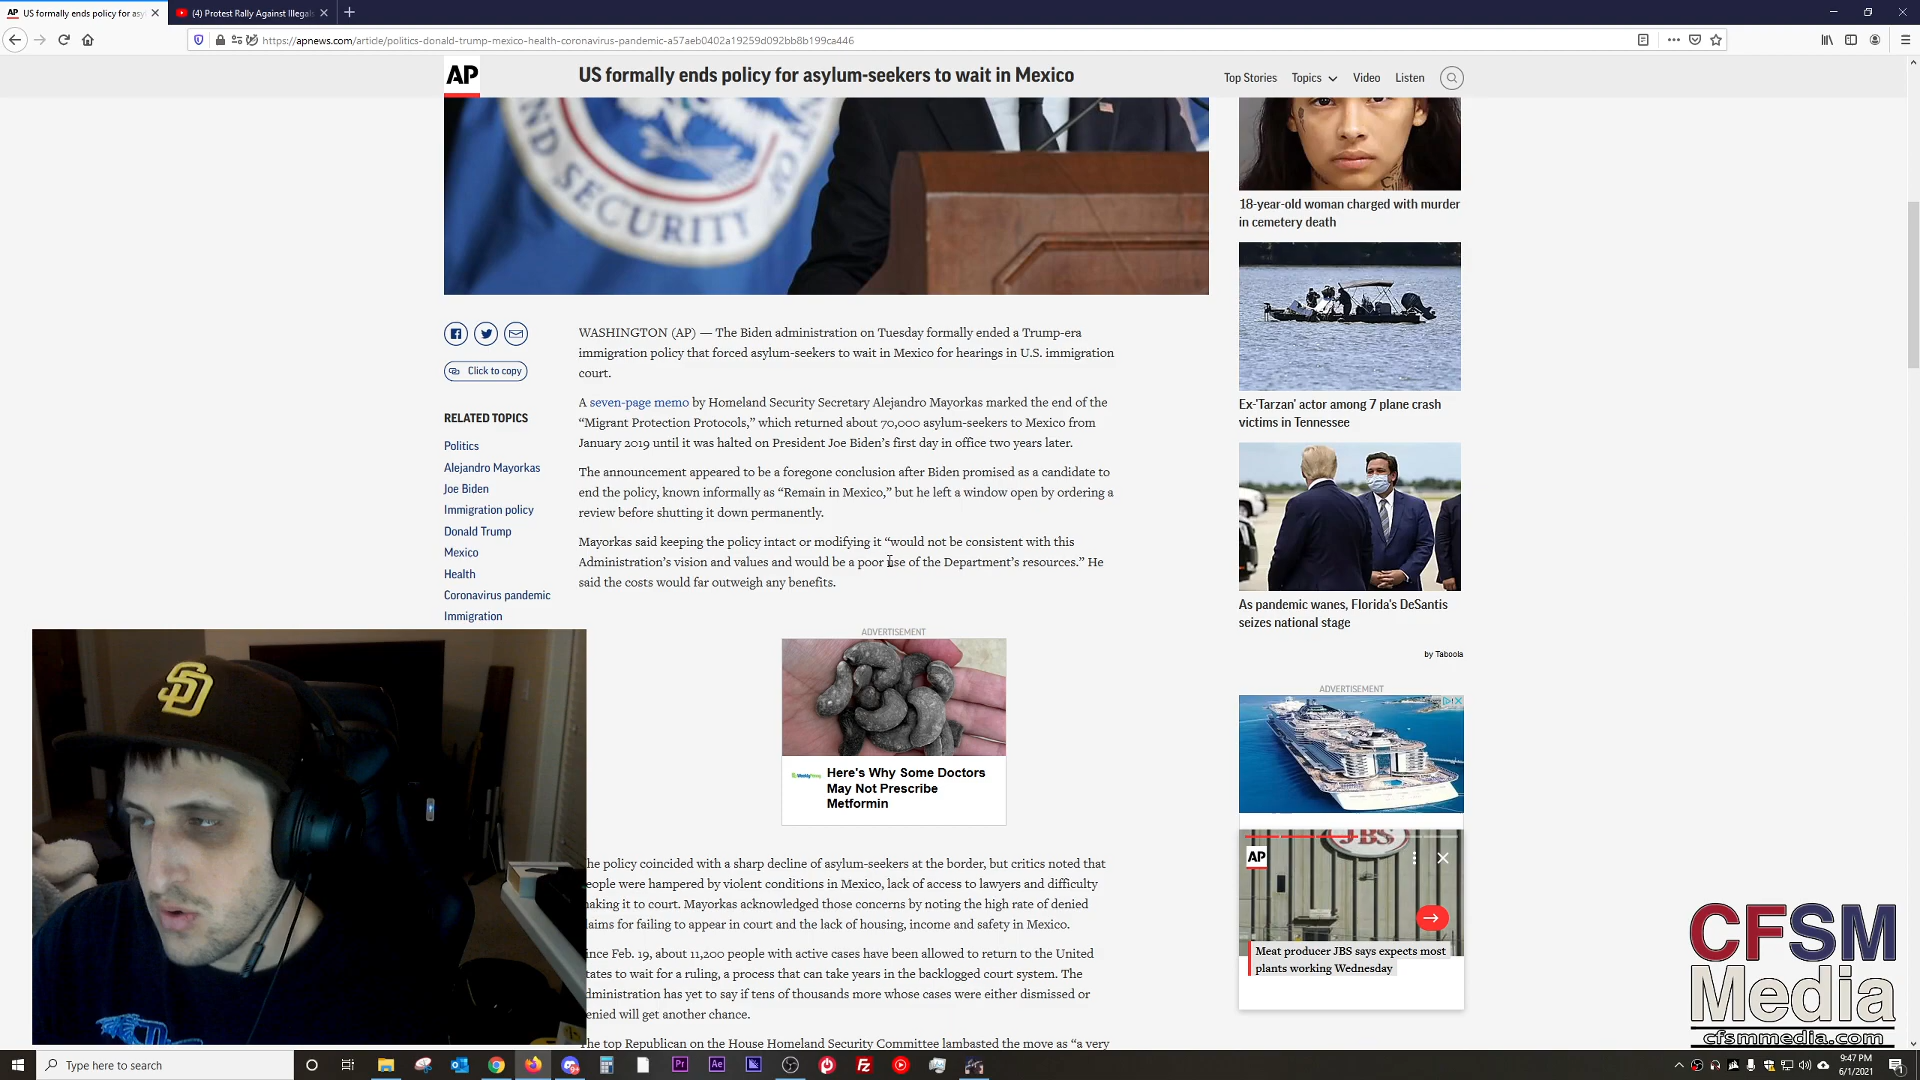 US formally ends policy for as
(4) Protest Rally Against Illegals
https://apnews.com/article/politics-donald-trump-mexico-health-coronavirus-pandemic-a57aeb0402a19259d092bb8b199ca446
AP
US formally ends policy for asylum-seekers to wait in Mexico
Top Stories
Topics
Video
Listen
ND SECURITY
18-year-old woman charged with murder
in cemetery death
Ex-'Tarzan' actor among 7 plane crash
victims in Tennessee
As pandemic wanes, Florida's DeSantis
seizes national stage
by Taboola
Click to copy
RELATED TOPICS
Politics
Alejandro Mayorkas
Joe Biden
Immigration policy
Donald Trump
Mexico
Health
Coronavirus pandemic
Immigration
WASHINGTON (AP) — The Biden administration on Tuesday formally ended a Trump-era
immigration policy that forced asylum-seekers to wait in Mexico for hearings in U.S. immigration
court.
A seven-page memo by Homeland Security Secretary Alejandro Mayorkas marked the end of the
“Migrant Protection Protocols,” which returned about 70,000 asylum-seekers to Mexico from
January 2019 until it was halted on President Joe Biden’s first day in office two years later.
The announcement appeared to be a foregone conclusion after Biden promised as a candidate to
end the policy, known informally as “Remain in Mexico,” but he left a window open by ordering a
review before shutting it down permanently.
Mayorkas said keeping the policy intact or modifying it “would not be consistent with this
Administration’s vision and values and would be a poor use of the Department’s resources.” He
said the costs would far outweigh any benefits.
ADVERTISEMENT
Here's Why Some Doctors
May Not Prescribe
Metformin
ADVERTISEMENT
AP
JBS
Meat producer JBS says expects most
plants working Wednesday
he policy coincided with a sharp decline of asylum-seekers at the border, but critics noted that
eople were hampered by violent conditions in Mexico, lack of access to lawyers and difficulty
aking it to court. Mayorkas acknowledged those concerns by noting the high rate of denied
laims for failing to appear in court and the lack of housing, income and safety in Mexico.
ince Feb. 19, about 11,200 people with active cases have been allowed to return to the United
tates to wait for a ruling, a process that can take years in the backlogged court system. The
dministration has yet to say if tens of thousands more whose cases were either dismissed or
enied will get another chance.
The top Republican on the House Homeland Security Committee lambasted the move as “a very
SD
CFSM
Media
cfsmmedia.com
Type here to search
Pr
Ae
Fz
9:47 PM
6/1/2021